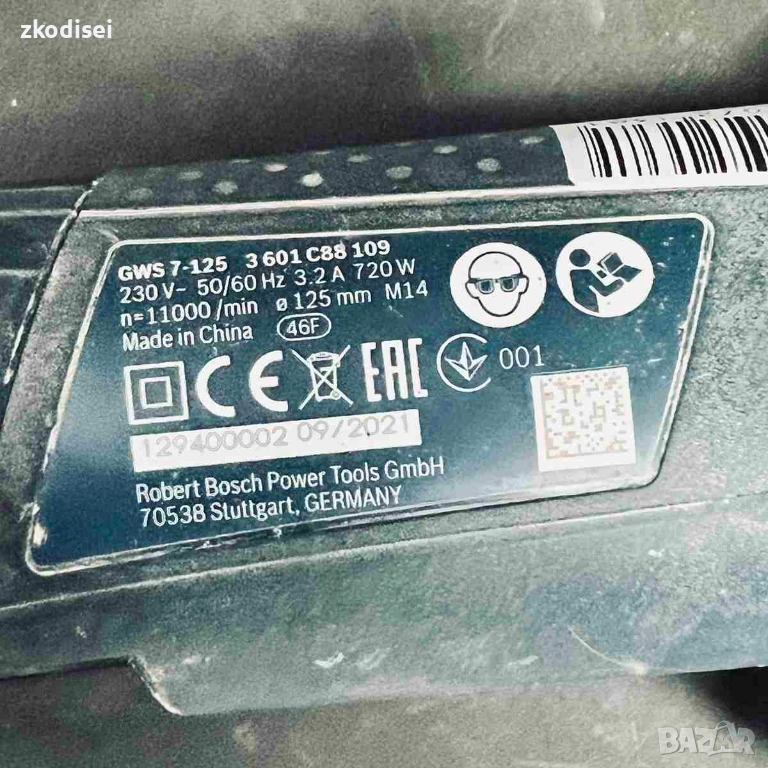 zkodisei
GWS 7-125 3 601 C88 109
230 V~ 50/60 Hz 3.2 A 720 W
n=11000/min ø 125 mm M14
Made in China 46F
CE EAC 001
129400002 09/2021
Robert Bosch Power Tools GmbH
70538 Stuttgart, GERMANY
BAZAR